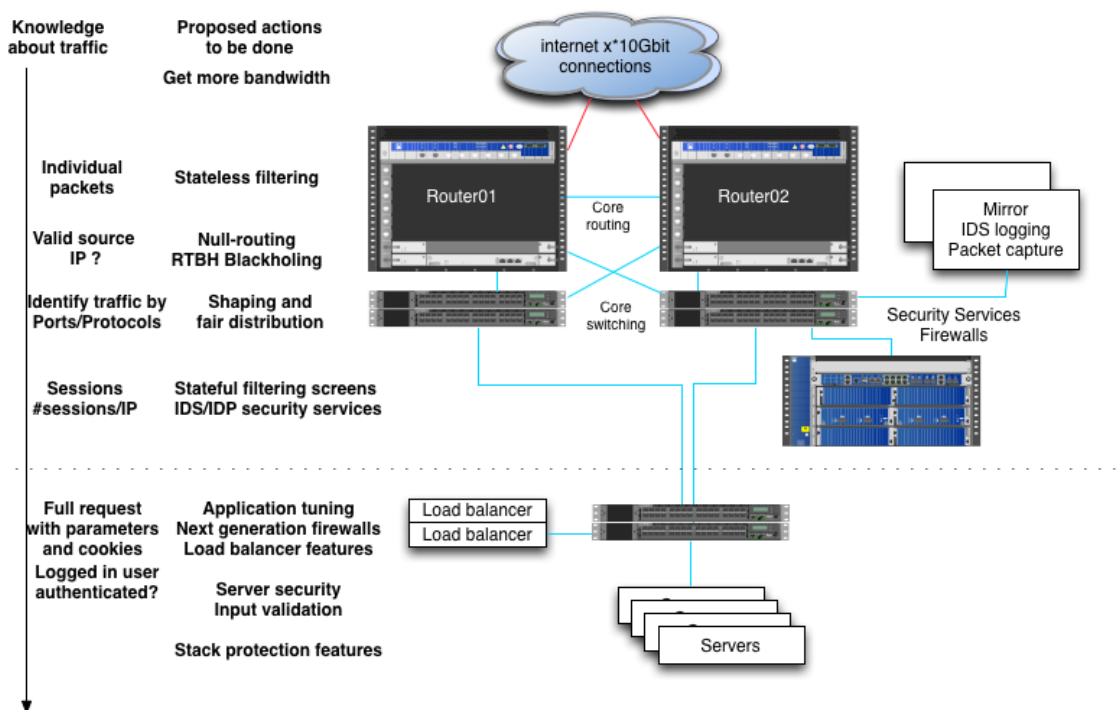 Knowledge
about traffic
Proposed actions
to be done
Get more bandwidth
internet x*10Gbit
connections
Individual
packets
Stateless filtering
Router01
Router02
Core
routing
Mirror
IDS logging
Packet capture
Valid source
IP ?
Null-routing
RTBH Blackholing
Identify traffic by
Ports/Protocols
Shaping and
fair distribution
Core
switching
Security Services
Firewalls
Sessions
#sessions/IP
Stateful filtering screens
IDS/IDP security services
Full request
with parameters
and cookies
Logged in user
authenticated?
Application tuning
Next generation firewalls
Load balancer features
Load balancer
Load balancer
Server security
Input validation
Stack protection features
Servers